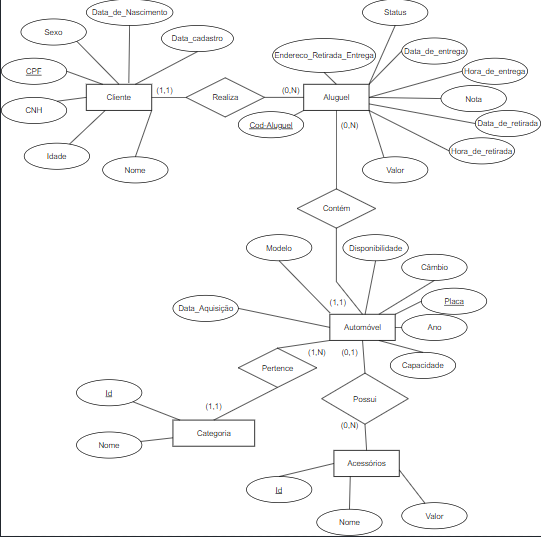 Status
Data_de_Nascimento
Sexo
Data_cadastro
Endereco_Retirada_Entrega
Data_de_entrega
CPF
Hora_de_entrega
Cliente
(1,1)
Realiza
(0,N)
Aluguel
Nota
CNH
Cod-Aluguel
(0,N)
Data_de_retirada
Idade
Hora_de_retirada
Nome
Valor
Contém
Modelo
Disponibilidade
Câmbio
Data_Aquisição
(1,1)
Placa
Automóvel
Ano
(1,N)
(0,1)
Pertence
Capacidade
Id
(1,1)
Possui
(0,N)
Categoria
Nome
Acessórios
Id
Nome
Valor